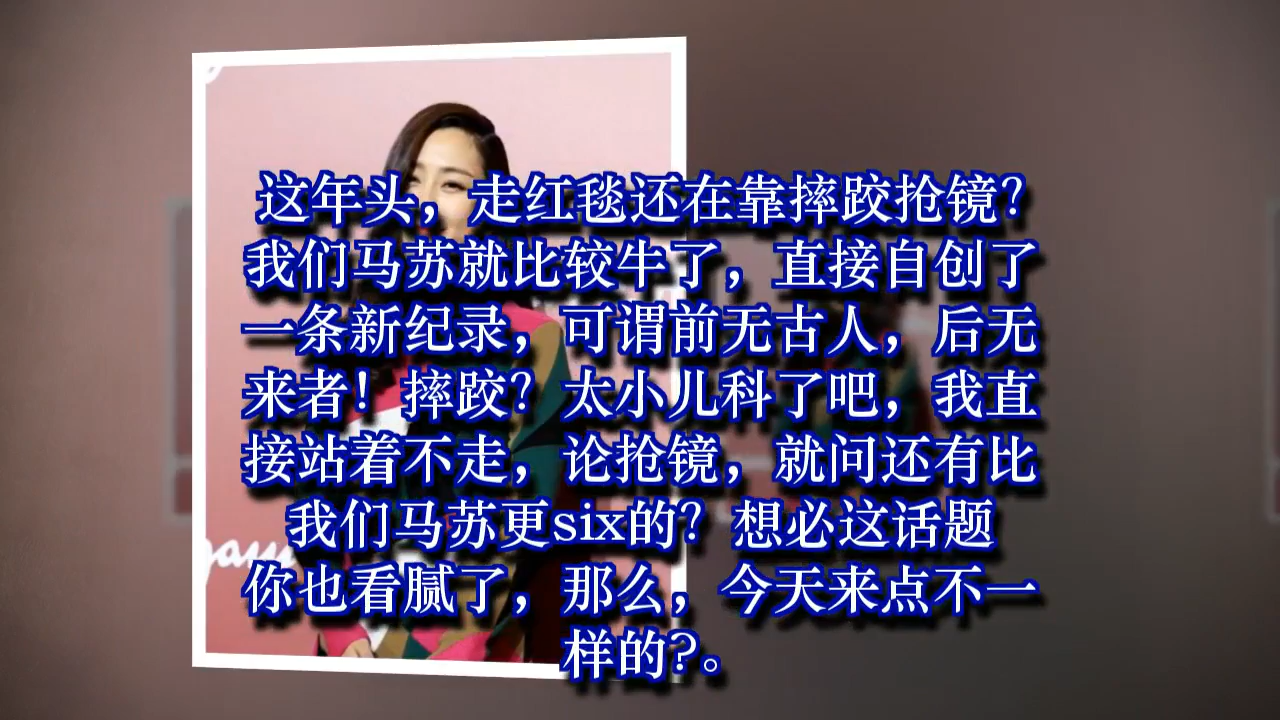 这年头，走红毯还在靠摔跤抢镜？
我们马苏就比较牛了，直接自创了
一条新纪录，可谓前无古人，后无
来者！摔跤？太小儿科了吧，我直
接站着不走，论抢镜，就问还有比
我们马苏更six的？想必这话题
你也看腻了，那么，今天来点不一
样的?。